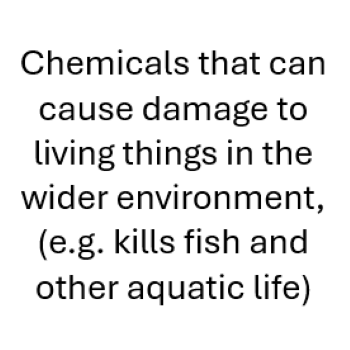 Chemicals that can
cause damage to
living things in the
wider environment,
(e.g. kills fish and
other aquatic life)